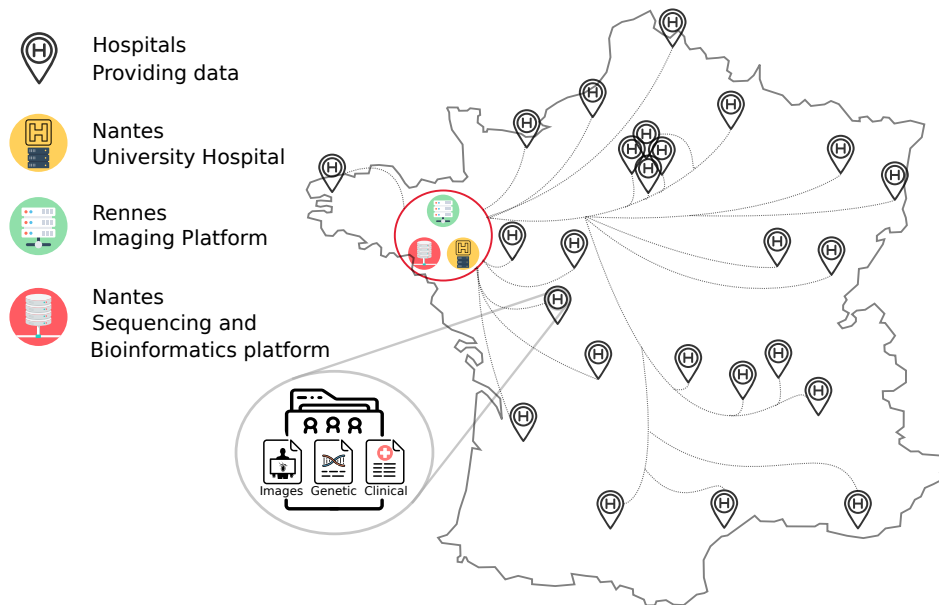 Hospitals
Providing data
Nantes
University Hospital
Rennes
Imaging Platform
Nantes
Sequencing and
Bioinformatics platform
Images Genetic Clinical